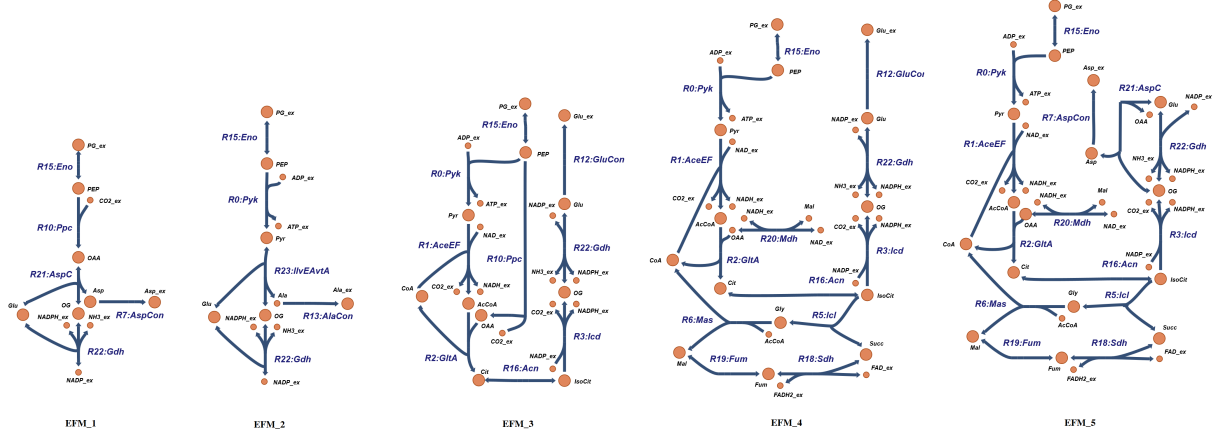 PG_ex
R15:Eno
PEP
CO2_ex
R10:Ppc
OAA
R21:AspC
Glu
OG
Asp
Asp_ex
R7:AspCon
NADPH_ex
NH3_ex
R22:Gdh
NADP_ex
EFM_1
PG_ex
R15:Eno
PEP
ADP_ex
R0:Pyk
ATP_ex
Pyr
R23:IlvEAvtA
Glu
Ala
Ala_ex
R13:AlaCon
OG
NADPH_ex
NH3_ex
R22:Gdh
NADP_ex
EFM_2
PG_ex
R15:Eno
Glu_ex
ADP_ex
PEP
R12:GluCon
R0:Pyk
ATP_ex
Pyr
NADP_ex
Glu
NAD_ex
R1:AceEF
R10:Ppc
R22:Gdh
CoA
CO2_ex
NADH_ex
NH3_ex
NADPH_ex
OG
AcCoA
CO2_ex
NADPH_ex
OAA
CO2_ex
R3:Icd
R2:GltA
NADP_ex
R16:Acn
Cit
IsoCit
EFM_3
PG_ex
R15:Eno
Glu_ex
ADP_ex
PEP
R12:GluCor
R0:Pyk
ATP_ex
Pyr
NADP_ex
Glu
NAD_ex
R1:AceEF
R22:Gdh
CO2_ex
NADH_ex
NH3_ex
NADPH_ex
OG
AcCoA
NADH_ex
Mal
CO2_ex
NADPH_ex
OAA
R20:Mdh
NAD_ex
CoA
R2:GltA
R3:Icd
NADP_ex
R16:Acn
Cit
IsoCit
Gly
R5:Icl
R6:Mas
AcCoA
Mal
Succ
R19:Fum
R18:Sdh
FAD_ex
Fum
FADH2_ex
EFM_4
PG_ex
R15:Eno
ADP_ex
PEP
Asp_ex
R0:Pyk
R21:AspC
NADP_ex
ATP_ex
Glu
OAA
Pyr
NAD_ex
R7:AspCon
R1:AceEF
R22:Gdh
Asp
NH3_ex
NADPH_ex
CO2_ex
NADH_ex
OG
AcCoA
NADH_ex
Mal
CO2_ex
NADPH_ex
OAA
R20:Mdh
NAD_ex
CoA
R2:GltA
R3:Icd
NADP_ex
R16:Acn
Cit
IsoCit
Gly
R5:Icl
R6:Mas
AcCoA
Mal
Succ
R19:Fum
R18:Sdh
FAD_ex
Fum
FADH2_ex
EFM_5